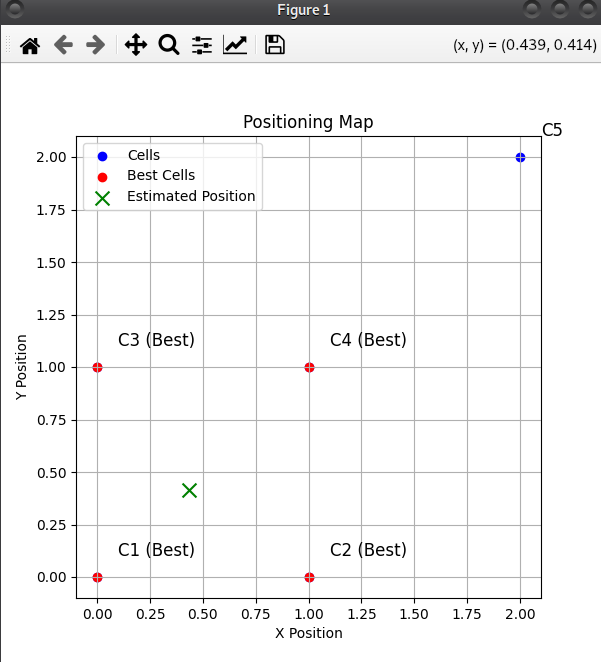 Figure 1
(x, y) = (0.439, 0.414)
Positioning Map
C5
Cells
Best Cells
Estimated Position
2.00
1.75
1.50
1.25
C3 (Best) C4 (Best)
1.00
0.75
0.50
0.25
C1 (Best) C2 (Best)
0.00
Y Position
0.00 0.25 0.50 0.75 1.00 1.25 1.50 1.75 2.00
X Position